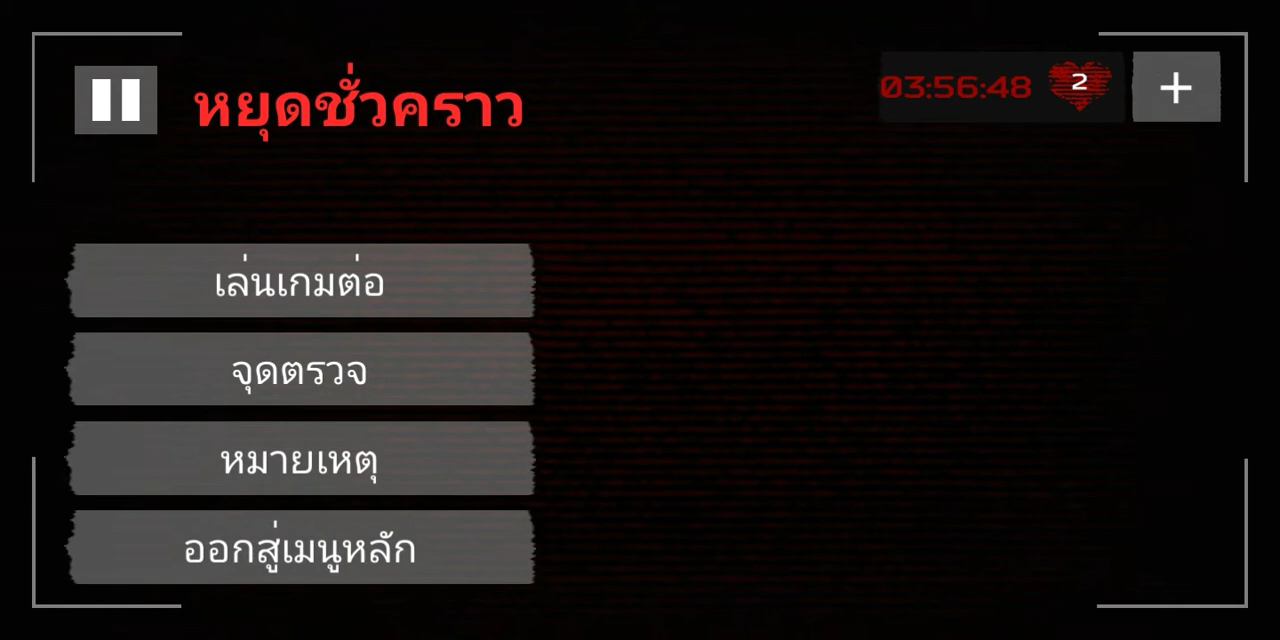 หยุดชั่วคราว
03:56:48 2 +
เล่นเกมต่อ
จุดตรวจ
หมายเหตุ
ออกสู่เมนูหลัก